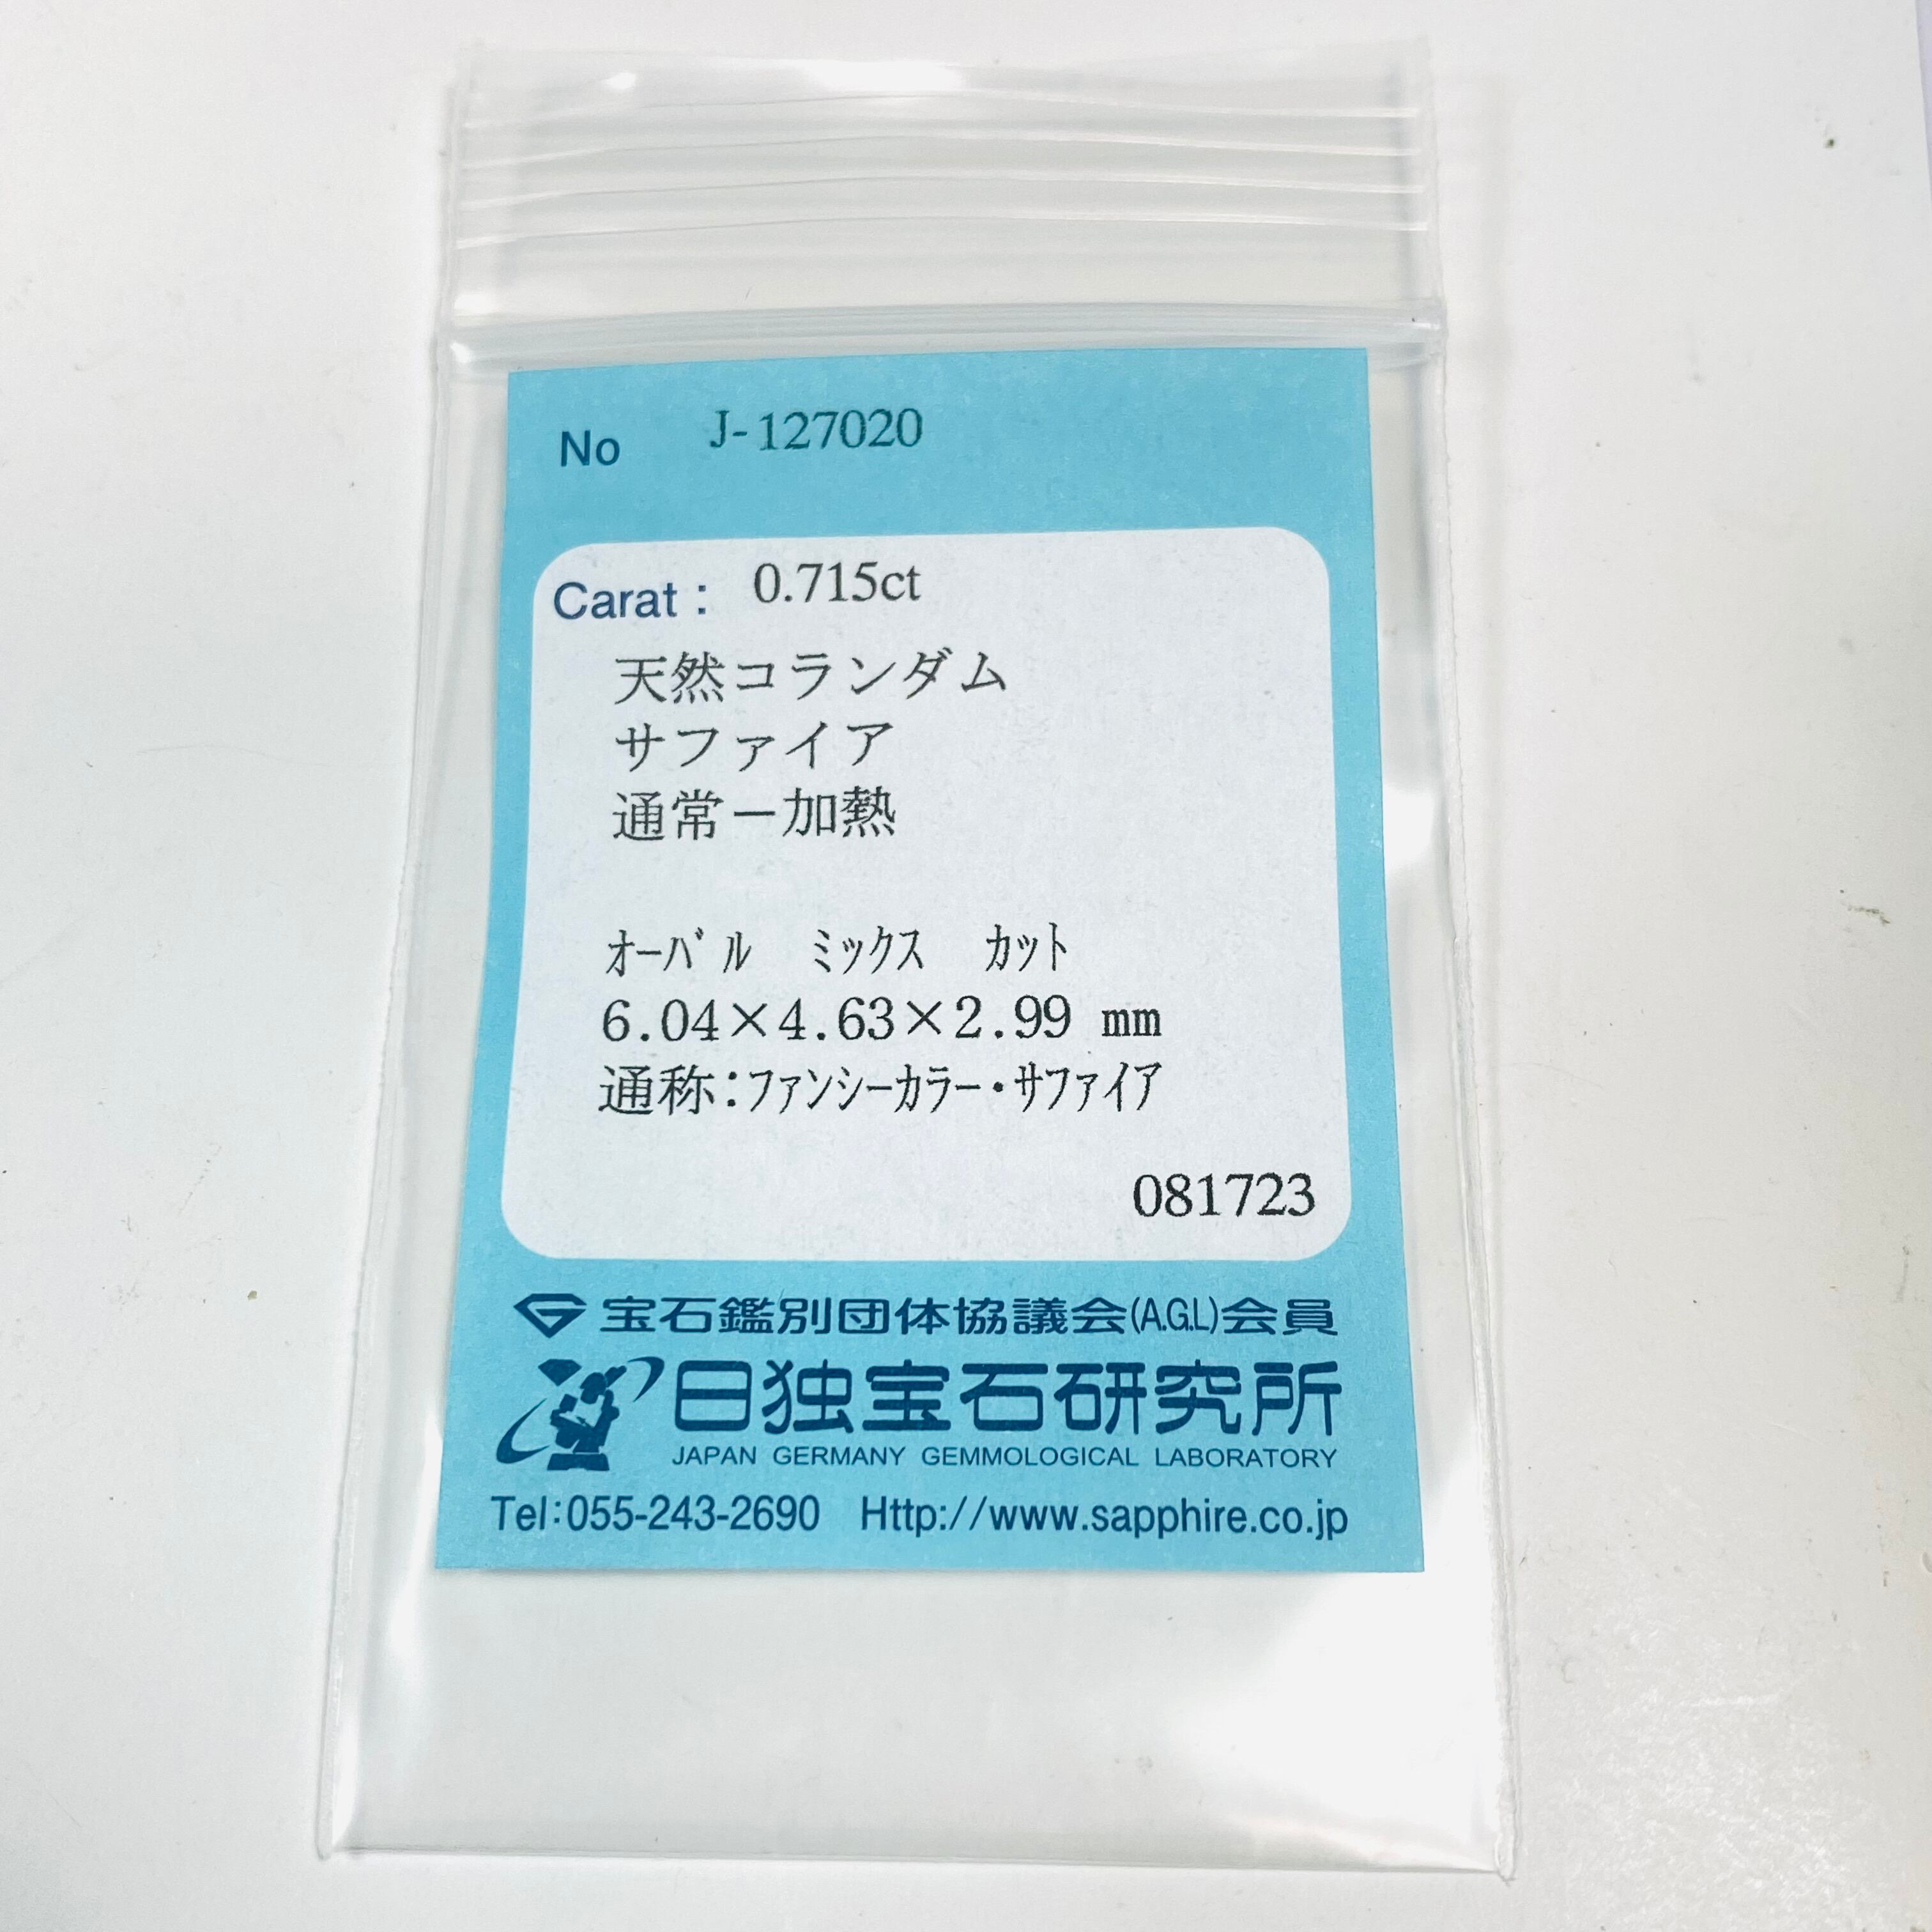 No J-127020
Carat: 0.715ct
天然コランダム
サファイア
通常－加熱
ｵｰﾊﾞﾙ ﾐｯｸｽ ｶｯﾄ
6.04×4.63×2.99 mm
通称:ﾌｧﾝｼｰｶﾗｰ・ｻﾌｧｲｱ
081723
宝石鑑別団体協議会(A.G.L)会員
日独宝石研究所
JAPAN GERMANY GEMMOLOGICAL LABORATORY
Tel:055-243-2690 Http://www.sapphire.co.jp